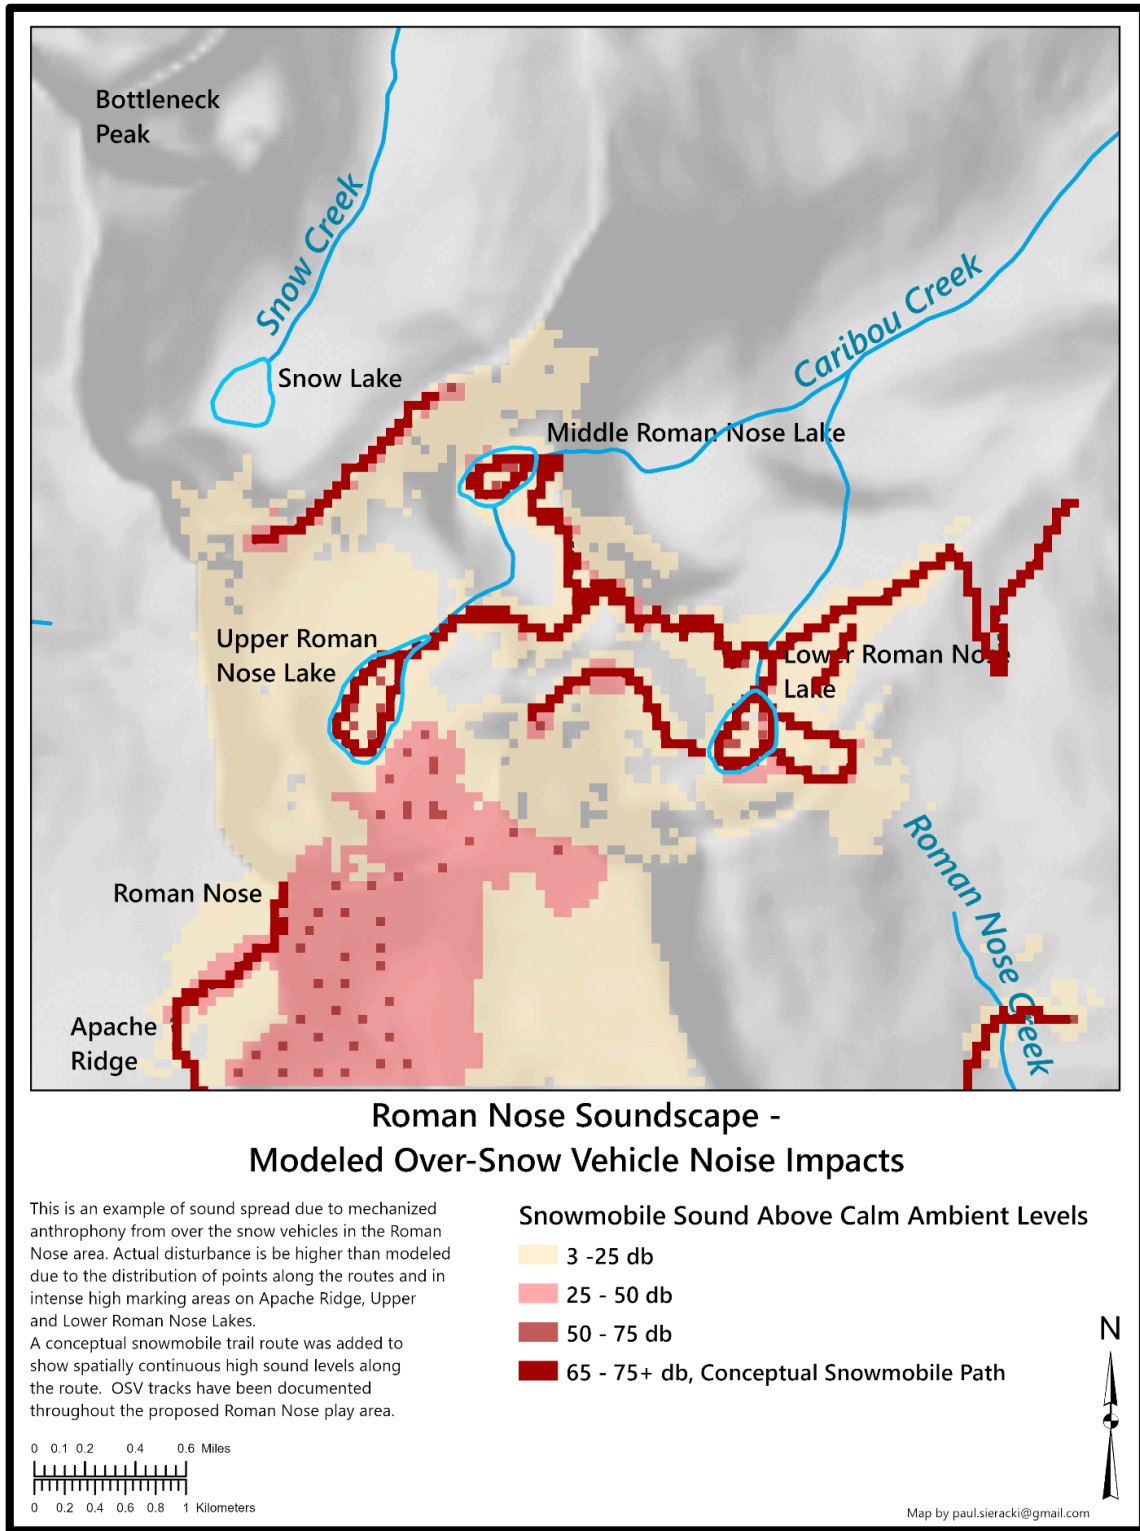 Bottleneck
Peak
Snow Creek
Caribou Creek
Snow Lake
Middle Roman Nose Lake
Upper Roman
Nose Lake
Lower Roman Nose
Lake
Roman Nose
Roman Nose Creek
Apache
Ridge
Roman Nose Soundscape -
Modeled Over-Snow Vehicle Noise Impacts
This is an example of sound spread due to mechanized
anthrophony from over the snow vehicles in the Roman
Nose area. Actual disturbance is be higher than modeled
due to the distribution of points along the routes and in
intense high marking areas on Apache Ridge, Upper
and Lower Roman Nose Lakes.
A conceptual snowmobile trail route was added to
show spatially continuous high sound levels along
the route. OSV tracks have been documented
throughout the proposed Roman Nose play area.
Snowmobile Sound Above Calm Ambient Levels
3 -25 db
25 - 50 db
50 - 75 db
65 - 75+ db, Conceptual Snowmobile Path
N
0 0.1 0.2 0.4 0.6 Miles
0 0.2 0.4 0.6 0.8 1 Kilometers
Map by paul.sieracki@gmail.com